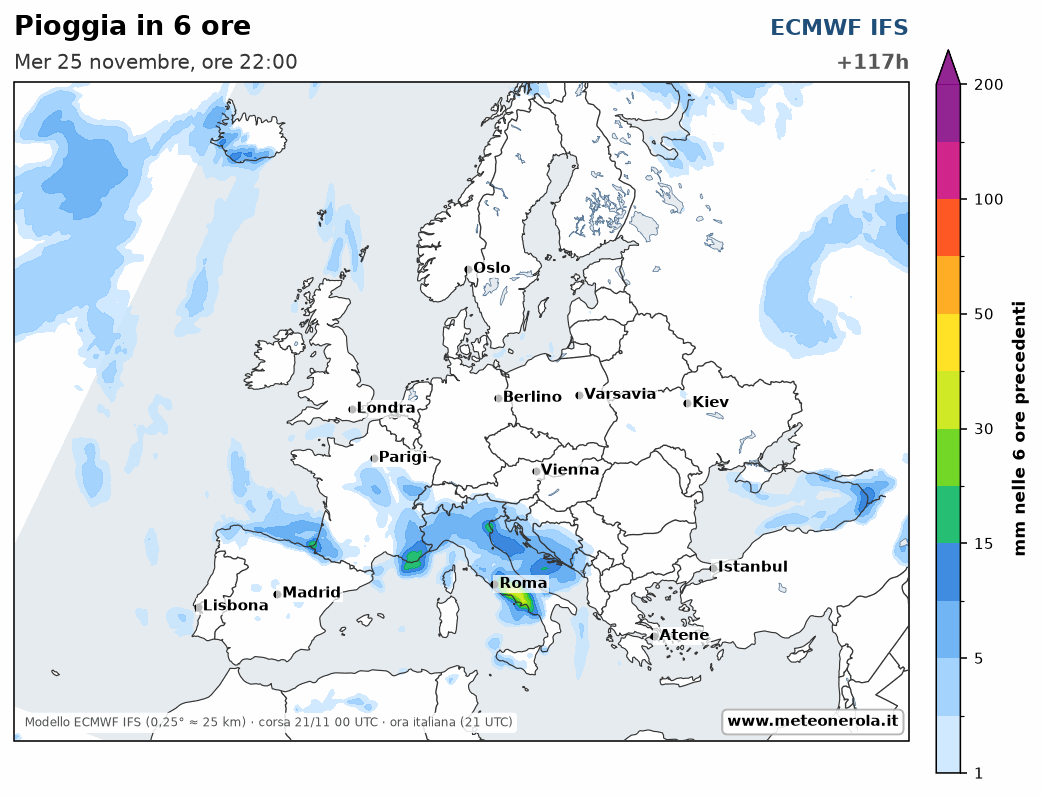 Pioggia in 6 ore
ECMWF IFS
Mer 25 novembre, ore 22:00
+117h
200
100
50
30
15
5
1
mm nelle 6 ore precedenti
Oslo
Berlino
Varsavia
Kiev
Londra
Parigi
Vienna
Istanbul
Roma
Madrid
Lisbona
Atene
Modello ECMWF IFS (0,25° ≈ 25 km) · corsa 21/11 00 UTC · ora italiana (21 UTC)
www.meteonerola.it